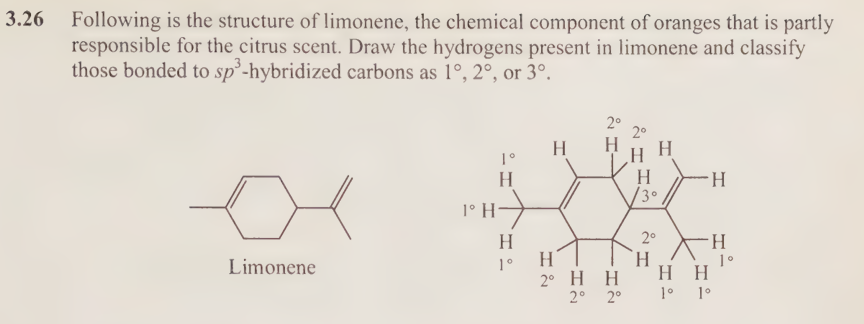 3.26 Following is the structure of limonene, the chemical component of oranges that is partly
responsible for the citrus scent. Draw the hydrogens present in limonene and classify
those bonded to sp³-hybridized carbons as 1°, 2°, or 3°.
2° 2°
H H H H
1°
H H H
3°
1° H
H 2° H
1° H H 1°
2° H H H H
2° 2° 1° 1°
Limonene